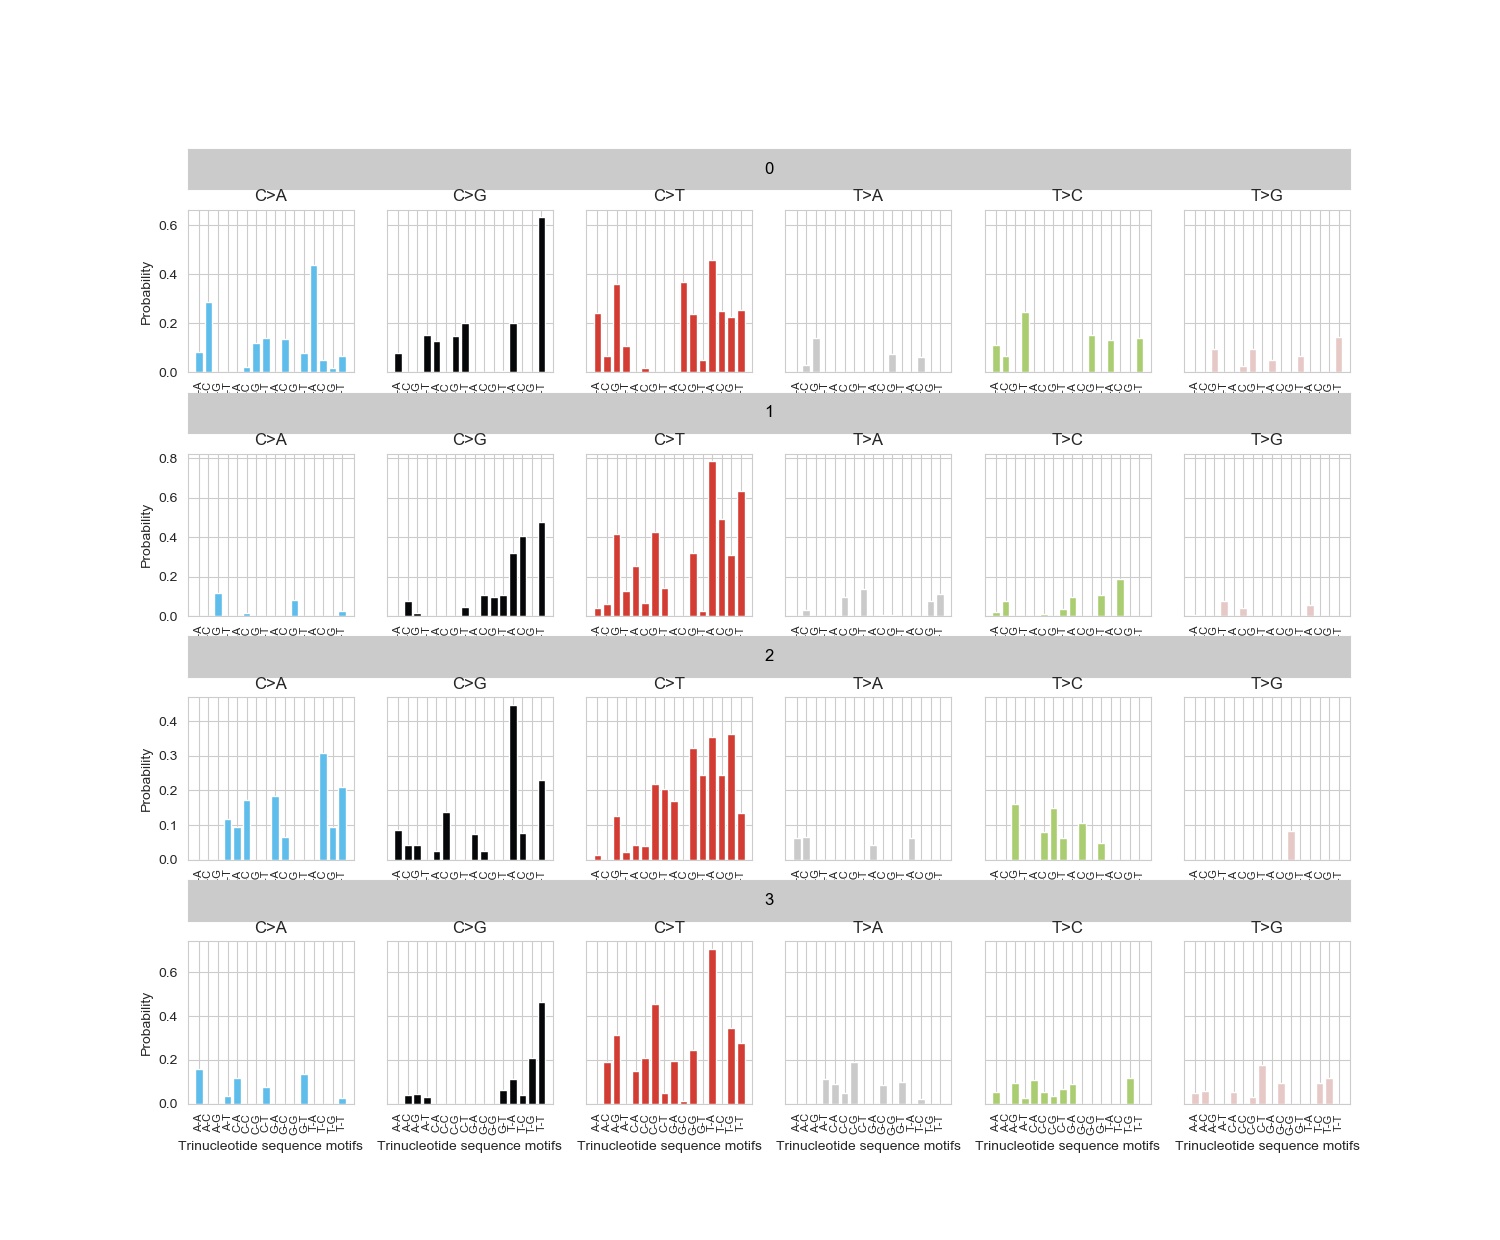 0
C>A C>G C>T T>A T>C T>G
0.6
0.4
0.2
0.0
Probability
1
C>A C>G C>T T>A T>C T>G
0.8
0.6
0.4
0.2
0.0
Probability
2
C>A C>G C>T T>A T>C T>G
0.4
0.3
0.2
0.1
0.0
Probability
3
C>A C>G C>T T>A T>C T>G
0.6
0.4
0.2
0.0
Probability
A-A A-C A-G A-T C-A C-C C-G C-T G-A G-C G-G G-T T-A T-C T-G T-T
A-A A-C A-G A-T C-A C-C C-G C-T G-A G-C G-G G-T T-A T-C T-G T-T
A-A A-C A-G A-T C-A C-C C-G C-T G-A G-C G-G G-T T-A T-C T-G T-T
A-A A-C A-G A-T C-A C-C C-G C-T G-A G-C G-G G-T T-A T-C T-G T-T
A-A A-C A-G A-T C-A C-C C-G C-T G-A G-C G-G G-T T-A T-C T-G T-T
A-A A-C A-G A-T C-A C-C C-G C-T G-A G-C G-G G-T T-A T-C T-G T-T
Trinucleotide sequence motifs Trinucleotide sequence motifs Trinucleotide sequence motifs Trinucleotide sequence motifs Trinucleotide sequence motifs Trinucleotide sequence motifs